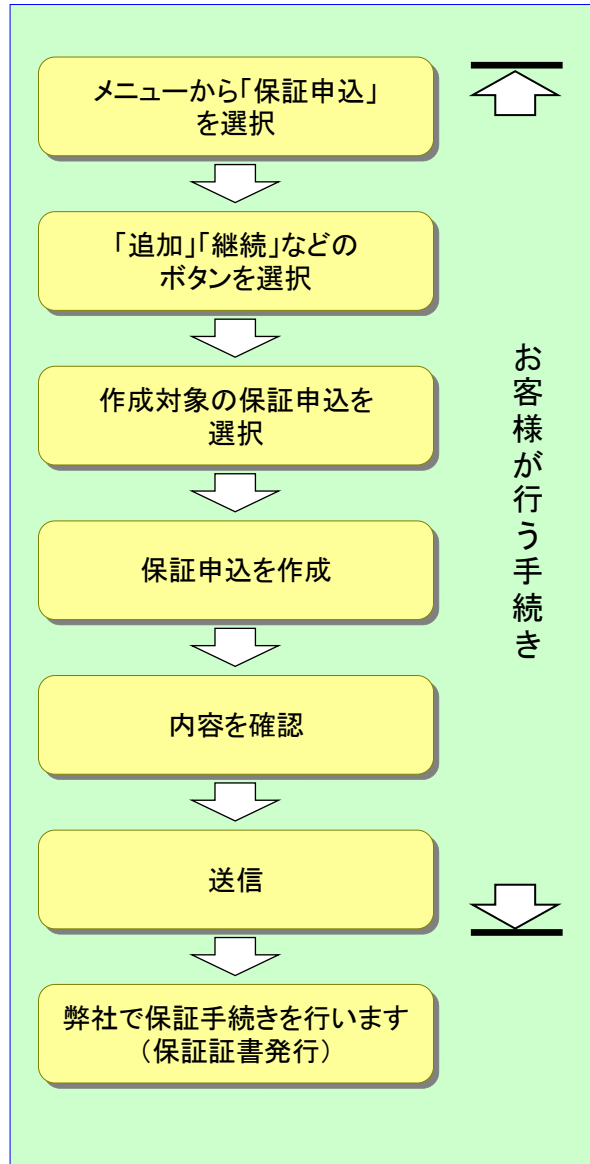 メニューから「保証申込」
を選択
「追加」「継続」などの
ボタンを選択
作成対象の保証申込を
選択
保証申込を作成
内容を確認
送信
弊社で保証手続きを行います
（保証証書発行）
お客様が行う手続き